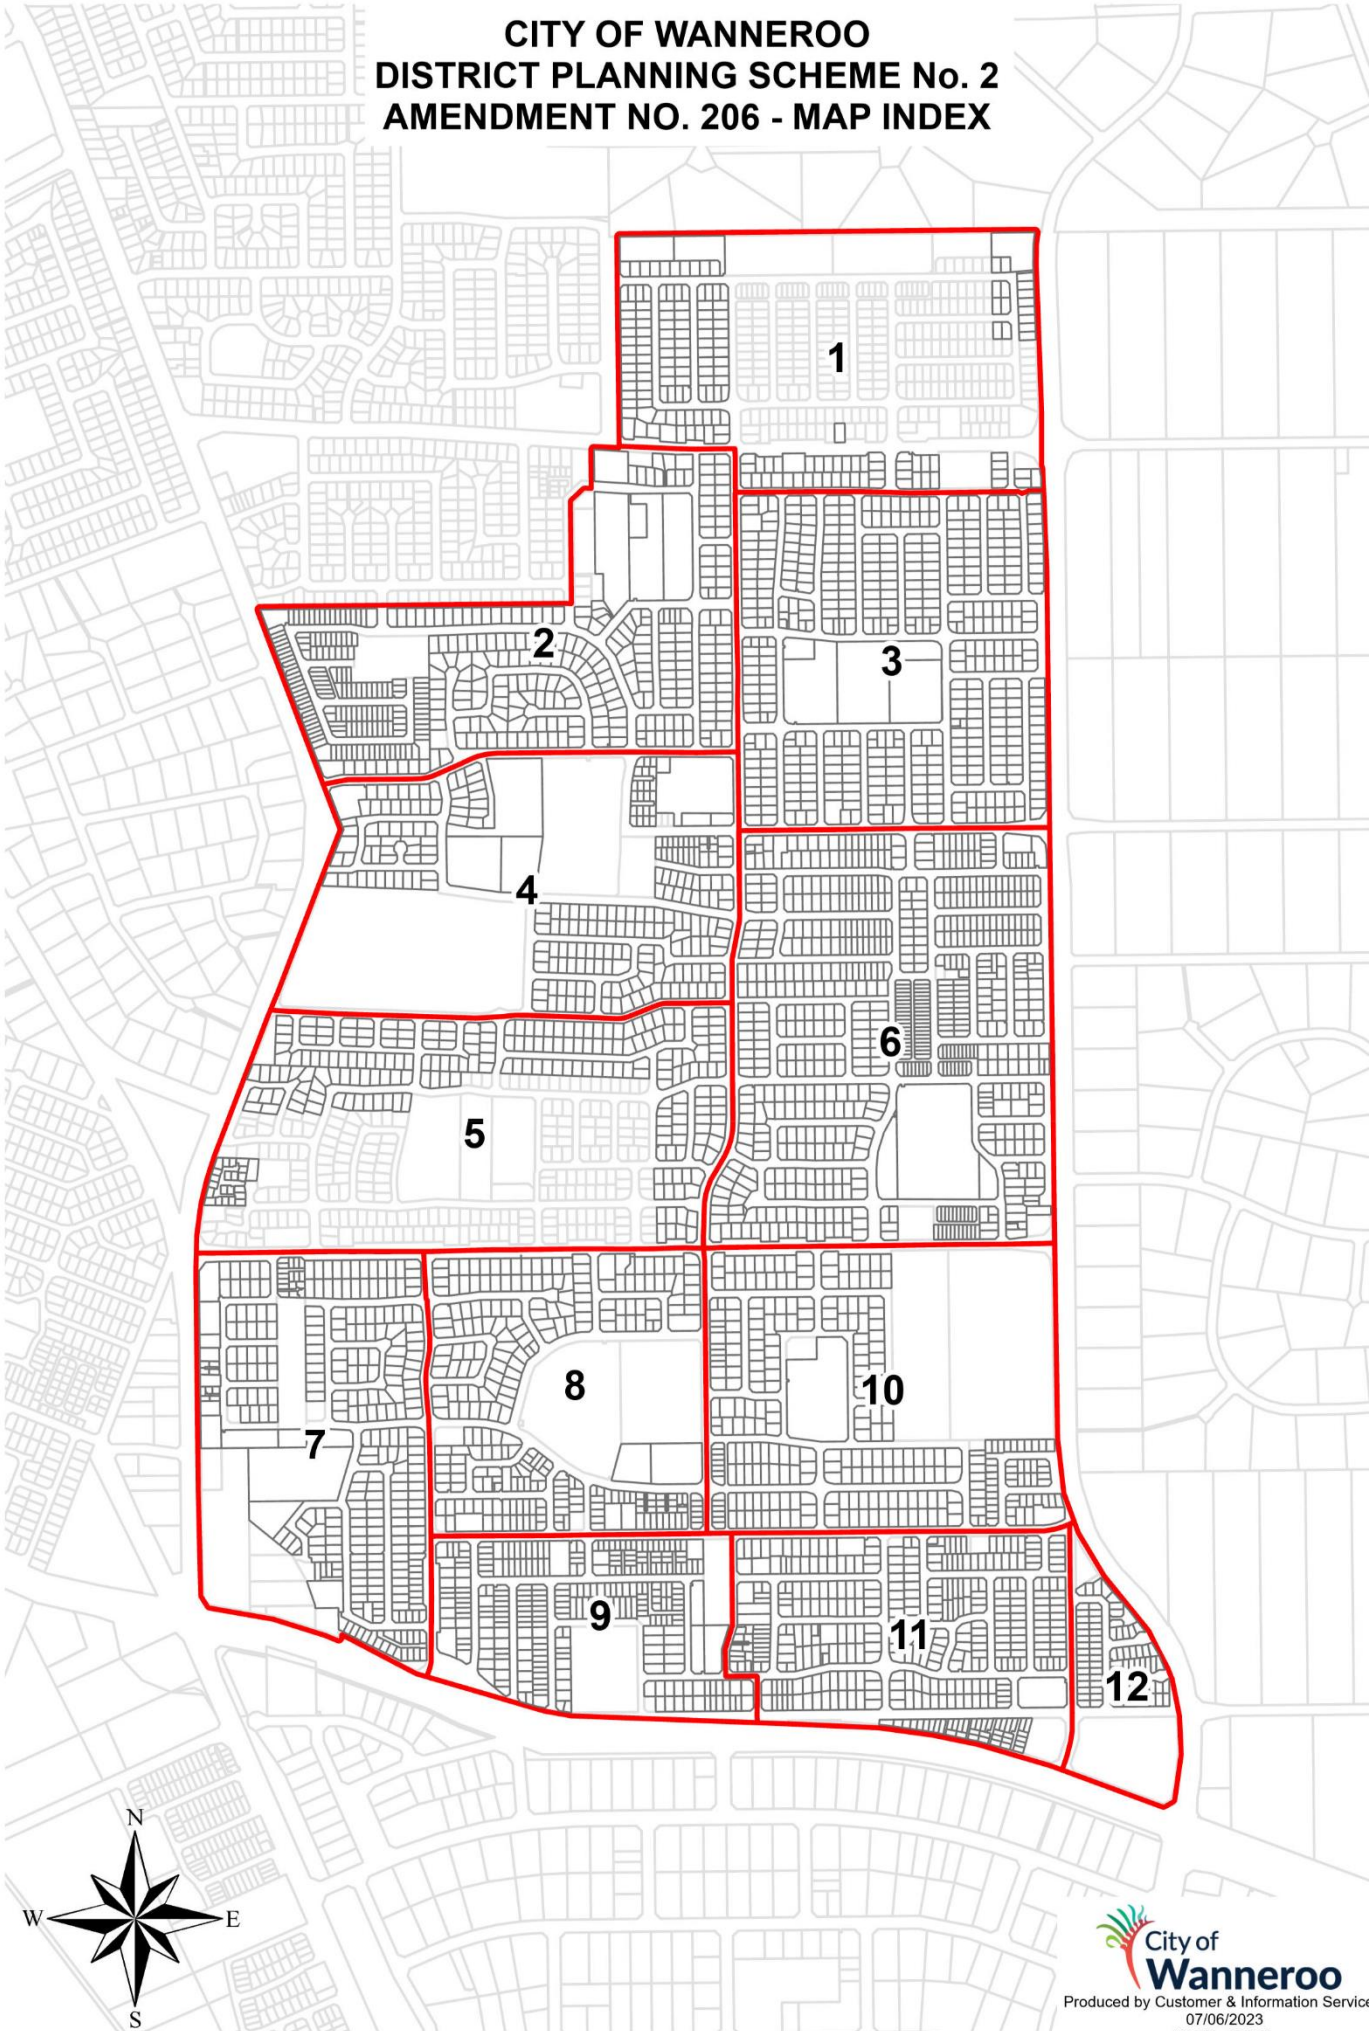 CITY OF WANNEROO
DISTRICT PLANNING SCHEME No. 2
AMENDMENT NO. 206 - MAP INDEX
1
2
3
4
5
6
7
8
9
10
11
12
N
W
E
S
City of
Wanneroo
Produced by Customer & Information Service
07/06/2023